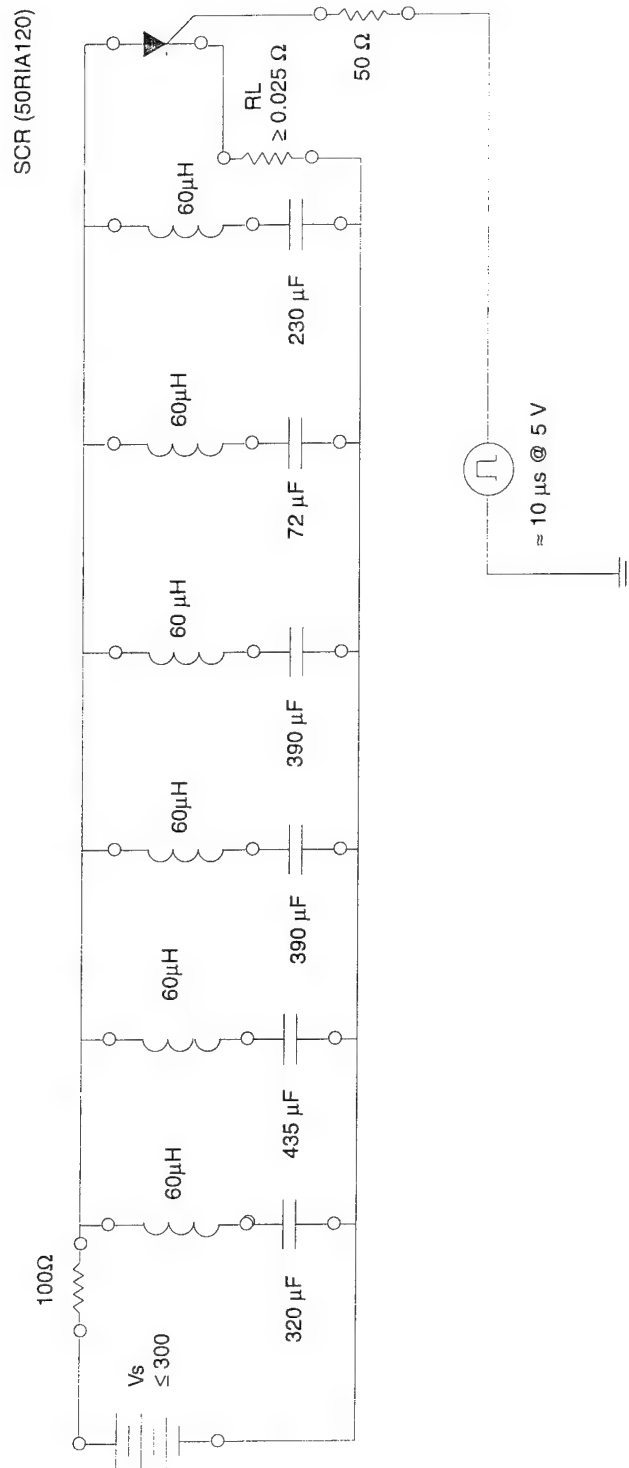 SCR (50RIA120)
50 Ω
RL
≥ 0.025 Ω
60µH
230 µF
60µH
72 µF
60 µH
390 µF
60µH
390 µF
60µH
435 µF
60µH
320 µF
100Ω
Vs
≤ 300
≈ 10 µs @ 5 V